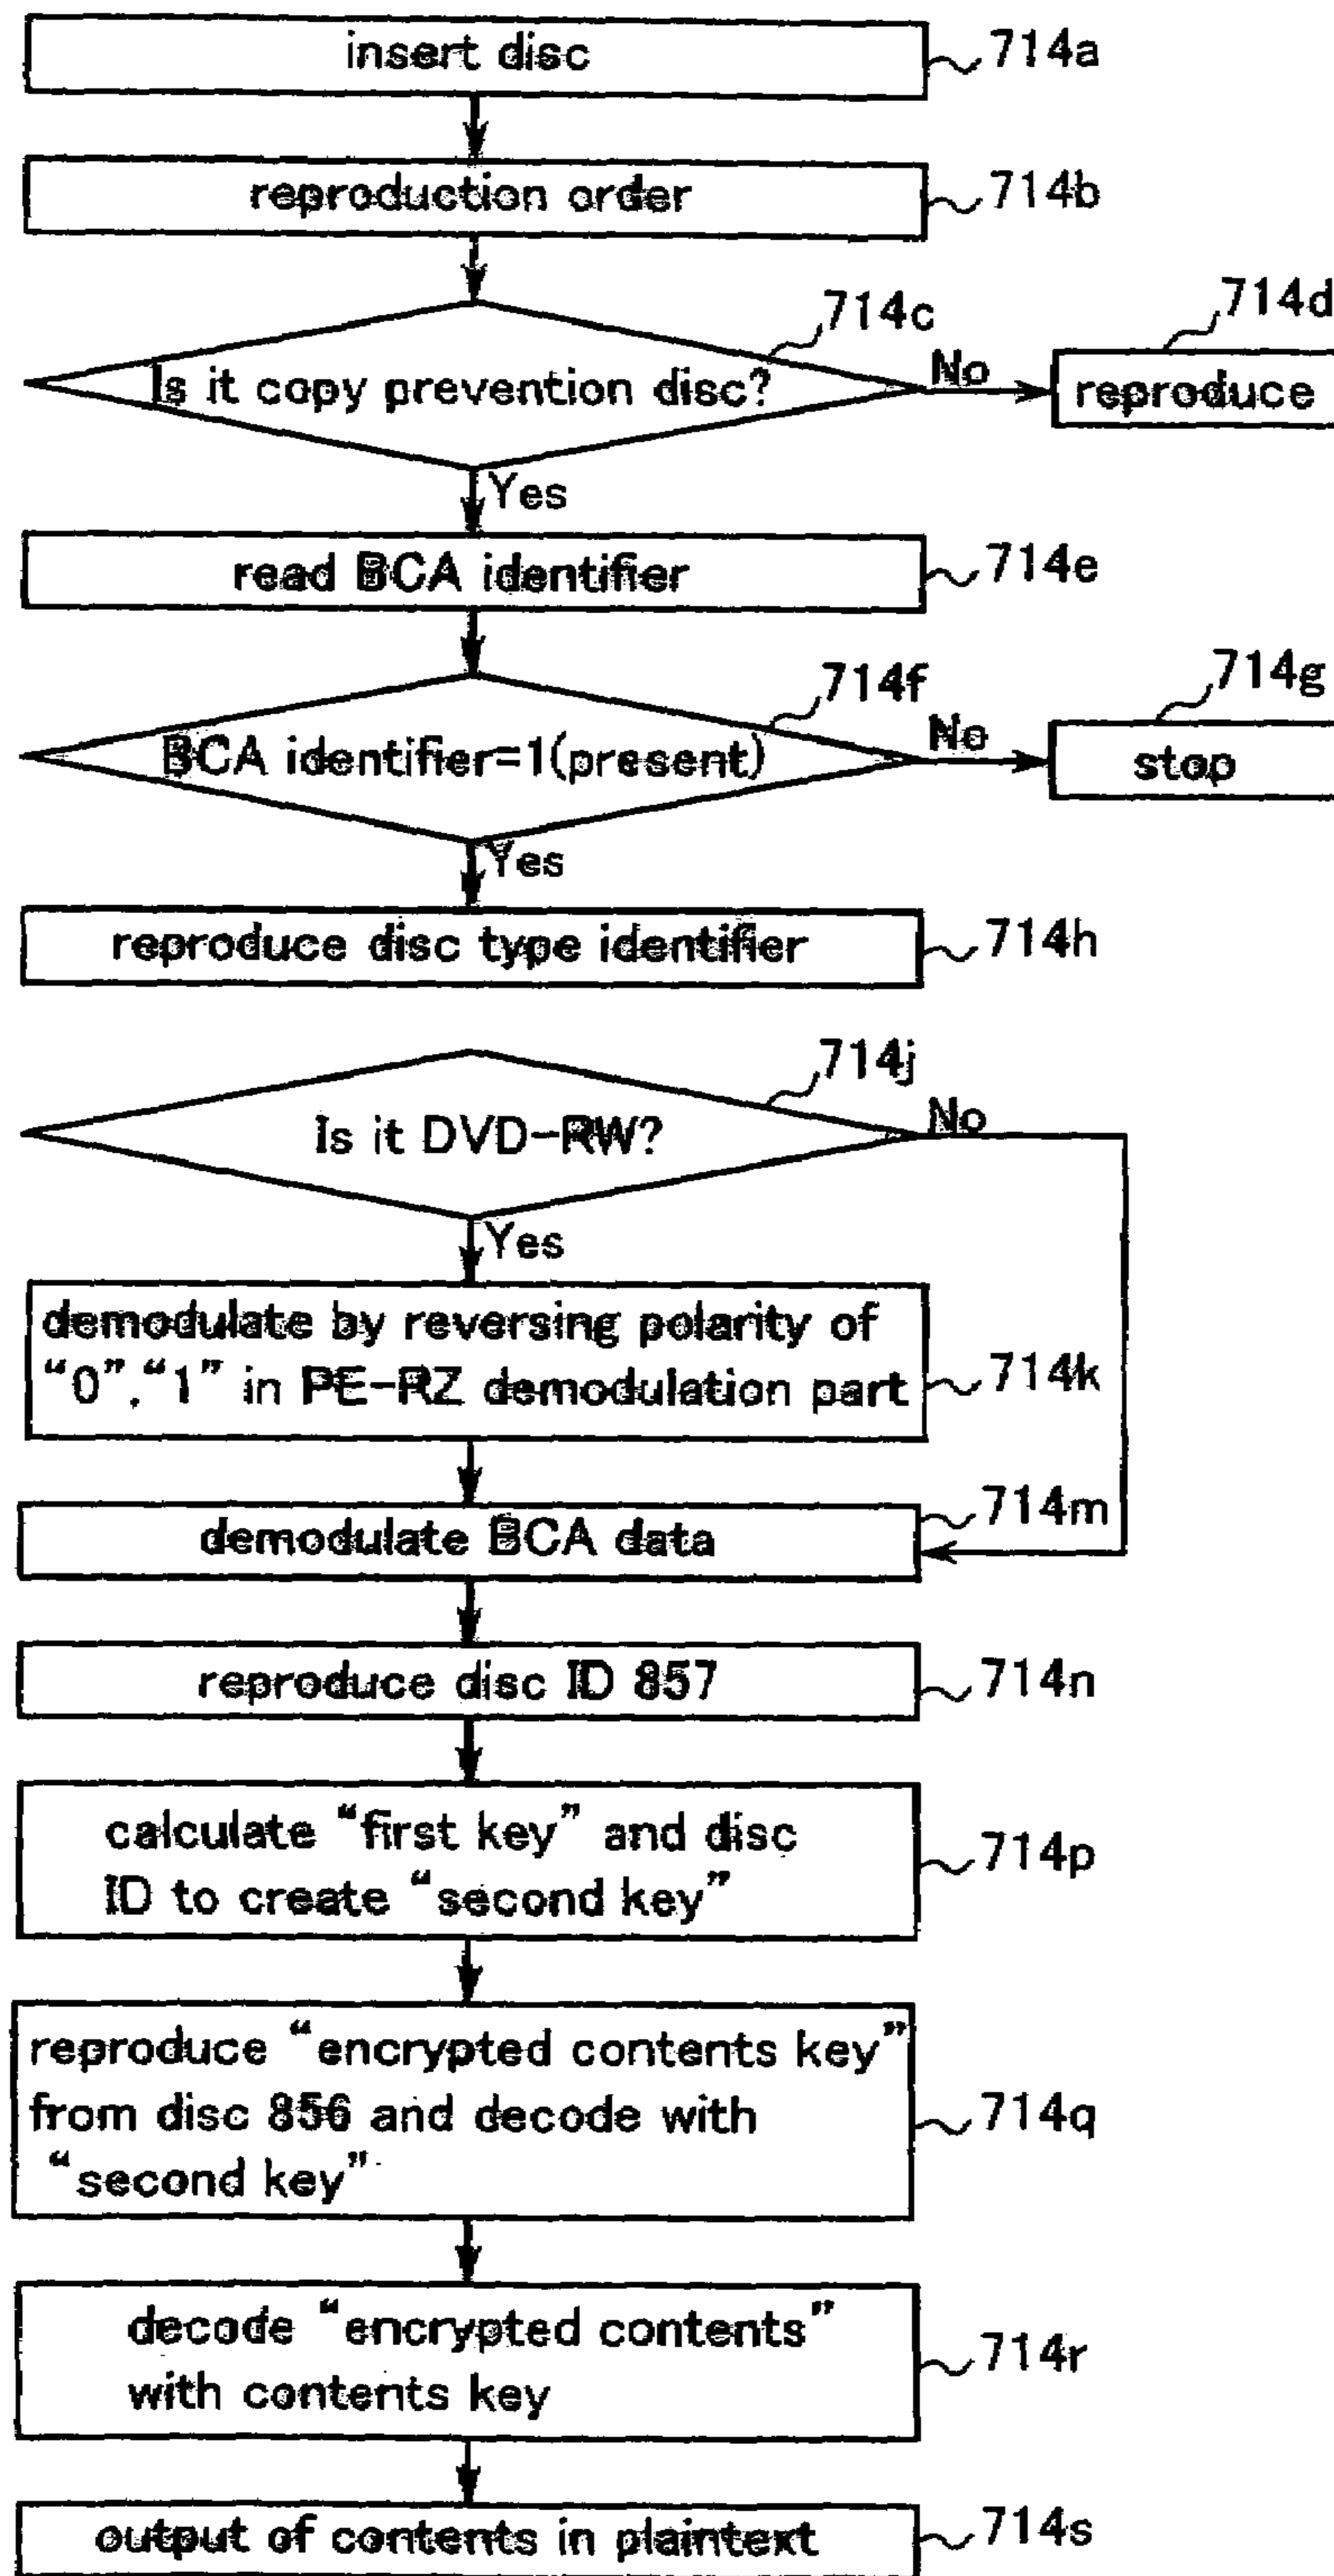 insert disc
714a
reproduction order
714b
714c
Is it copy prevention disc?
No
714d
reproduce
Yes
read BCA identifier
714e
714f
BCA identifier=1(present)
No
714g
stop
Yes
reproduce disc type identifier
714h
714j
Is it DVD-RW?
No
Yes
demodulate by reversing polarity of
“0”,“1” in PE-RZ demodulation part
714k
demodulate BCA data
714m
reproduce disc ID 857
714n
calculate “first key” and disc
ID to create “second key”
714p
reproduce “encrypted contents key”
from disc 856 and decode with
“second key”
714q
decode “encrypted contents”
with contents key
714r
output of contents in plaintext
714s